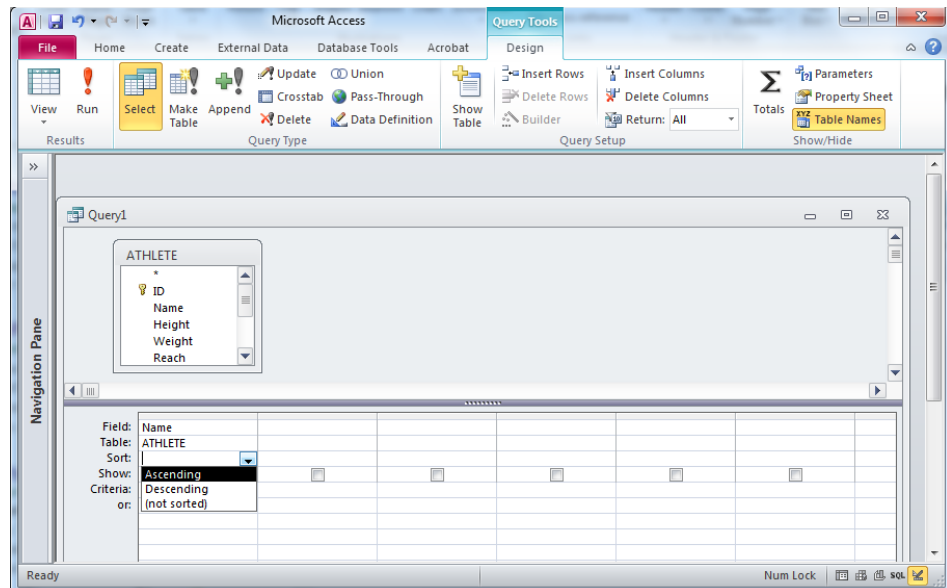 Microsoft Access
Query Tools
File Home Create External Data Database Tools Acrobat Design
View
Run
Select
Make Table
Append
Update
Crosstab
Delete
Union
Pass-Through
Data Definition
Show Table
Insert Rows
Delete Rows
Builder
Insert Columns
Delete Columns
Return: All
Totals
Parameters
Property Sheet
XYZ Table Names
Results Query Type Query Setup Show/Hide
Navigation Pane
Query1
ATHLETE
*
ID
Name
Height
Weight
Reach
Field: Name
Table: ATHLETE
Sort:
Show: Ascending
Criteria: Descending
or: (not sorted)
Ready Num Lock SQL